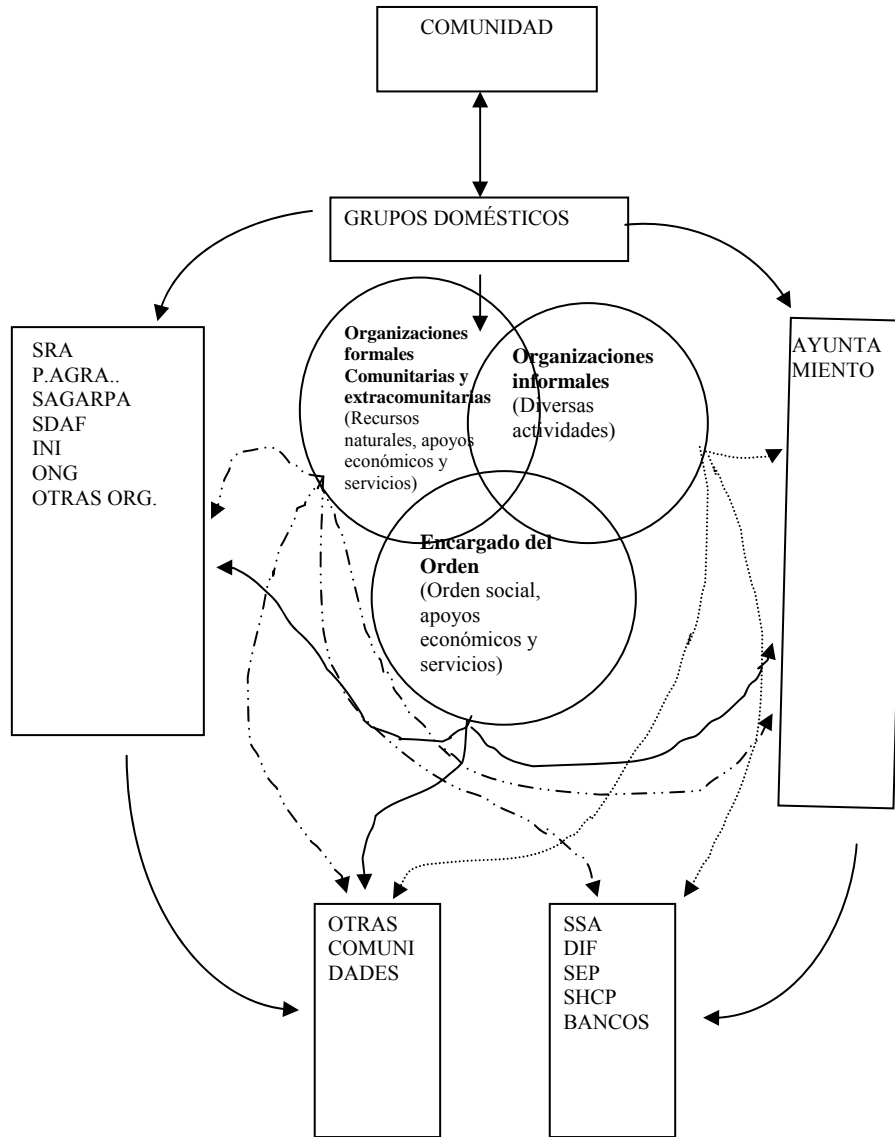 COMUNIDAD
GRUPOS DOMÉSTICOS
Organizaciones
formales
Comunitarias y
extracomunitarias
(Recursos
naturales, apoyos
económicos y
servicios)
Organizaciones
informales
(Diversas
actividades)
Encargado del
Orden
(Orden social,
apoyos
económicos y
servicios)
SRA
P.AGRA..
SAGARPA
SDAF
INI
ONG
OTRAS ORG.
AYUNTA
MIENTO
OTRAS
COMUNI
DADES
SSA
DIF
SEP
SHCP
BANCOS